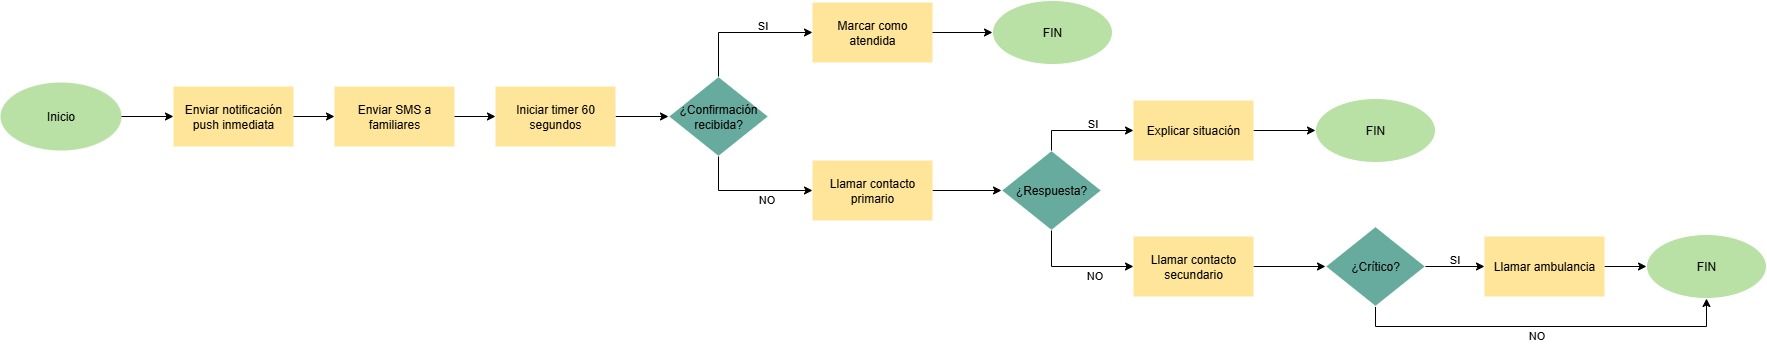 Inicio
Enviar notificación
push inmediata
Enviar SMS a
familiares
Iniciar timer 60
segundos
¿Confirmación
recibida?
SI
Marcar como
atendida
FIN
NO
Llamar contacto
primario
¿Respuesta?
SI
Explicar situación
FIN
NO
Llamar contacto
secundario
¿Crítico?
SI
Llamar ambulancia
FIN
NO